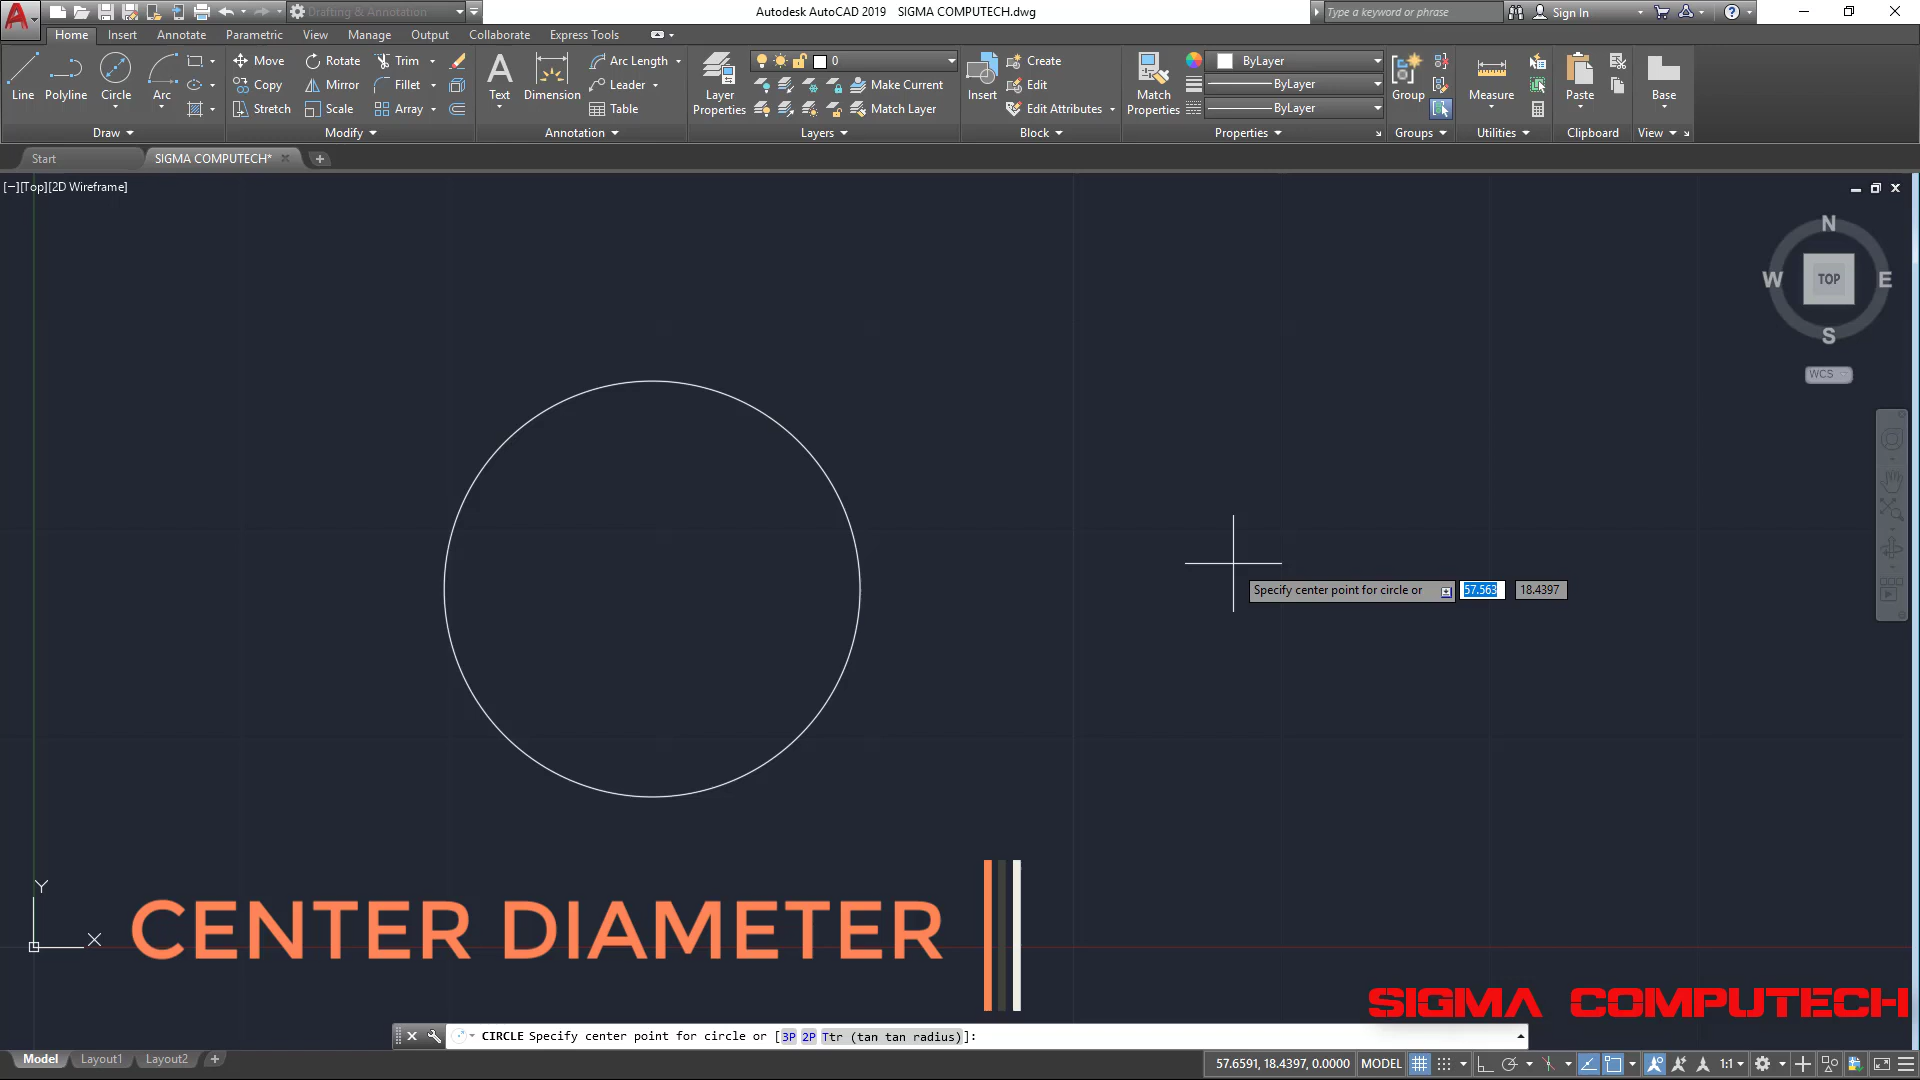 Drafting & Annotation
Autodesk AutoCAD 2019 SIGMA COMPUTECH.dwg
Type a keyword or phrase
Sign In
Home Insert Annotate Parametric View Manage Output Collaborate Express Tools
Line
Polyline
Circle
Arc
Draw
Move Rotate Trim
Copy Mirror Fillet
Stretch Scale Array
Modify
Text
Dimension
Arc Length
Leader
Table
Annotation
Layer Properties
0
Make Current
Match Layer
Layers
Insert
Create
Edit
Edit Attributes
Block
Match Properties
ByLayer
ByLayer
ByLayer
Properties
Group
Groups
Measure
Utilities
Paste
Clipboard
Base
View
Start
SIGMA COMPUTECH*
[−][Top][2D Wireframe]
N
W TOP E
S
WCS
Specify center point for circle or 57.563 18.4397
Y
X
CENTER DIAMETER
SIGMA COMPUTECH
CIRCLE Specify center point for circle or [3P 2P Ttr (tan tan radius)]:
Model Layout1 Layout2
57.6591, 18.4397, 0.0000 MODEL 1:1